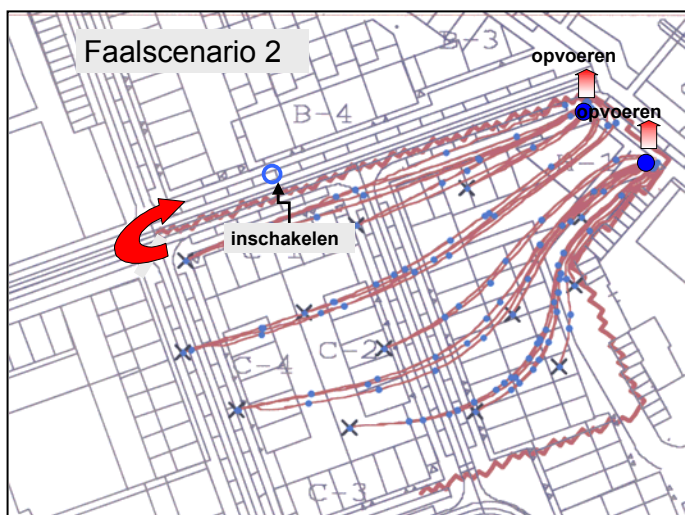 Faalscenario 2
B-3
opvoeren
B-4
opvoeren
inschakelen
C-2
C-4
C-3